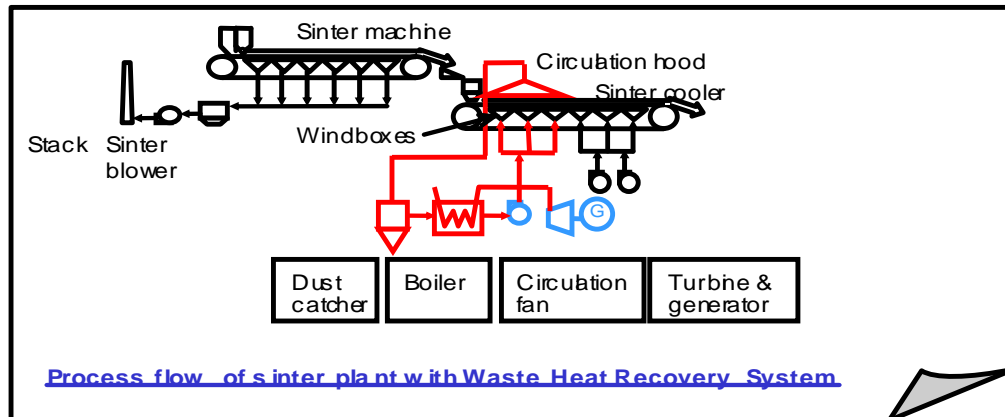 Sinter machine
Circulation hood
Sinter cooler
Windboxes
Stack Sinter
blower
G
Dust
catcher
Boiler
Circulation
fan
Turbine &
generator
Process flow of sinter plant with Waste Heat Recovery System